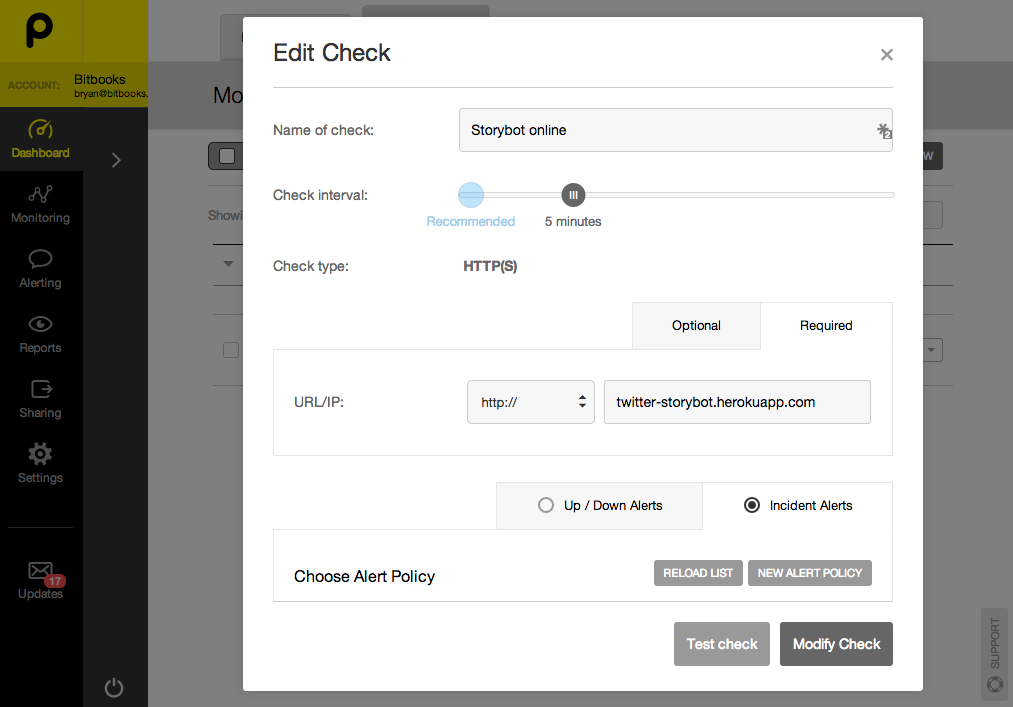 ACCOUNT:
Bitbooks
bryan@bitbooks.
Dashboard
Monitoring
Alerting
Reports
Sharing
Settings
17
Updates
Mo
Showi
W
Edit Check
Name of check:
Storybot online
2
Check interval:
Recommended
5 minutes
Check type:
HTTP(S)
Optional
Required
URL/IP:
http://
twitter-storybot.herokuapp.com
Up / Down Alerts
Incident Alerts
Choose Alert Policy
RELOAD LIST
NEW ALERT POLICY
Test check
Modify Check
SUPPORT